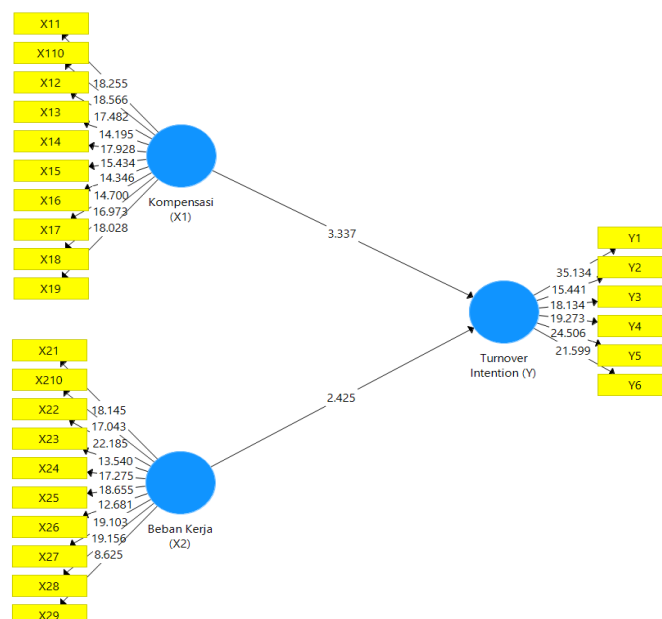 X11
X110
X12
X13
X14
X15
X16
X17
X18
X19
18.255
18.566
17.482
14.195
17.928
15.434
14.346
14.700
16.973
18.028
Kompensasi
(X1)
3.337
X21
X210
X22
X23
X24
X25
X26
X27
X28
X29
18.145
17.043
22.185
13.540
17.275
18.655
12.681
19.103
19.156
8.625
Beban Kerja
(X2)
2.425
Turnover
Intention (Y)
35.134
15.441
18.134
19.273
24.506
21.599
Y1
Y2
Y3
Y4
Y5
Y6